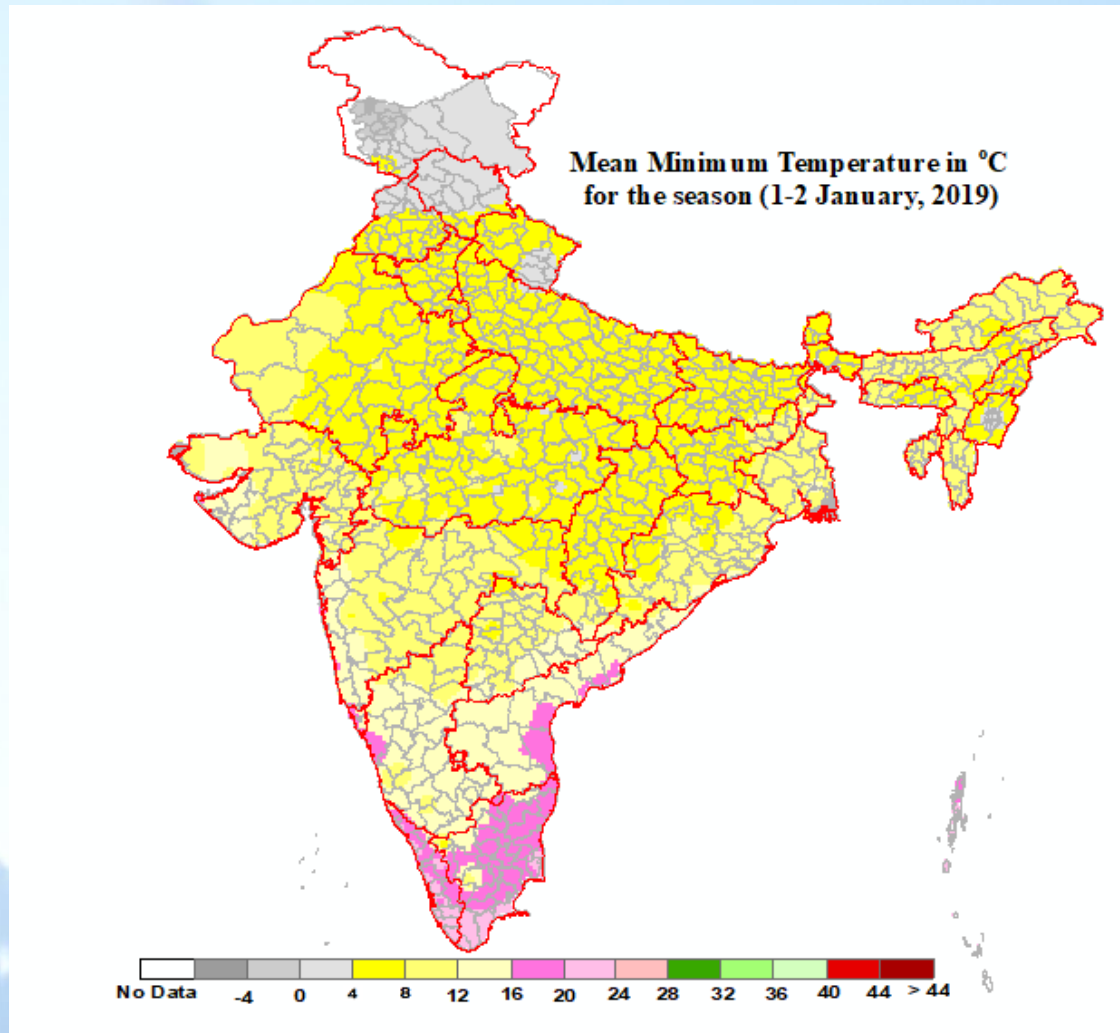 Mean Minimum Temperature in °C
for the season (1-2 January, 2019)
No Data -4 0 4 8 12 16 20 24 28 32 36 40 44 > 44